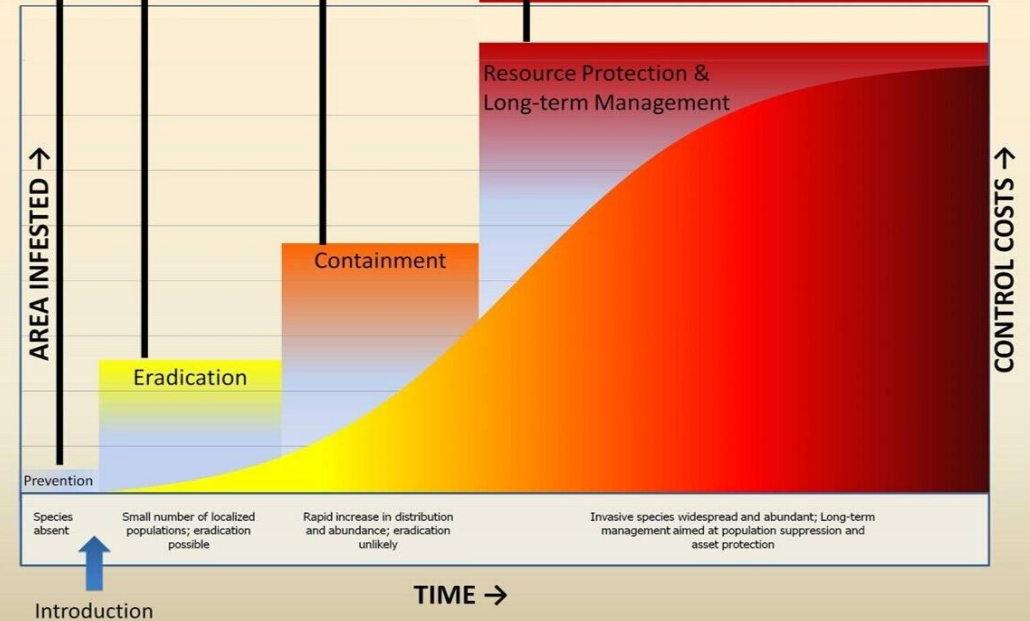 Resource Protection &
Long-term Management
Containment
Eradication
Prevention
AREA INFESTED →
CONTROL COSTS →
Species
absent
Small number of localized
populations; eradication
possible
Rapid increase in distribution
and abundance; eradication
unlikely
Invasive species widespread and abundant; Long-term
management aimed at population suppression and
asset protection
TIME →
Introduction